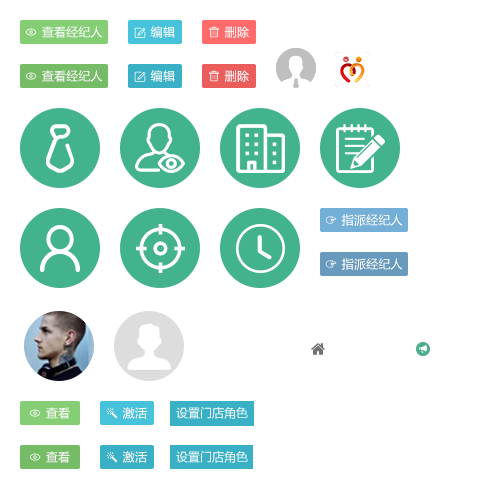 查看经纪人 编辑 删除
查看经纪人 编辑 删除
指派经纪人
指派经纪人
查看 激活 设置门店角色
查看 激活 设置门店角色